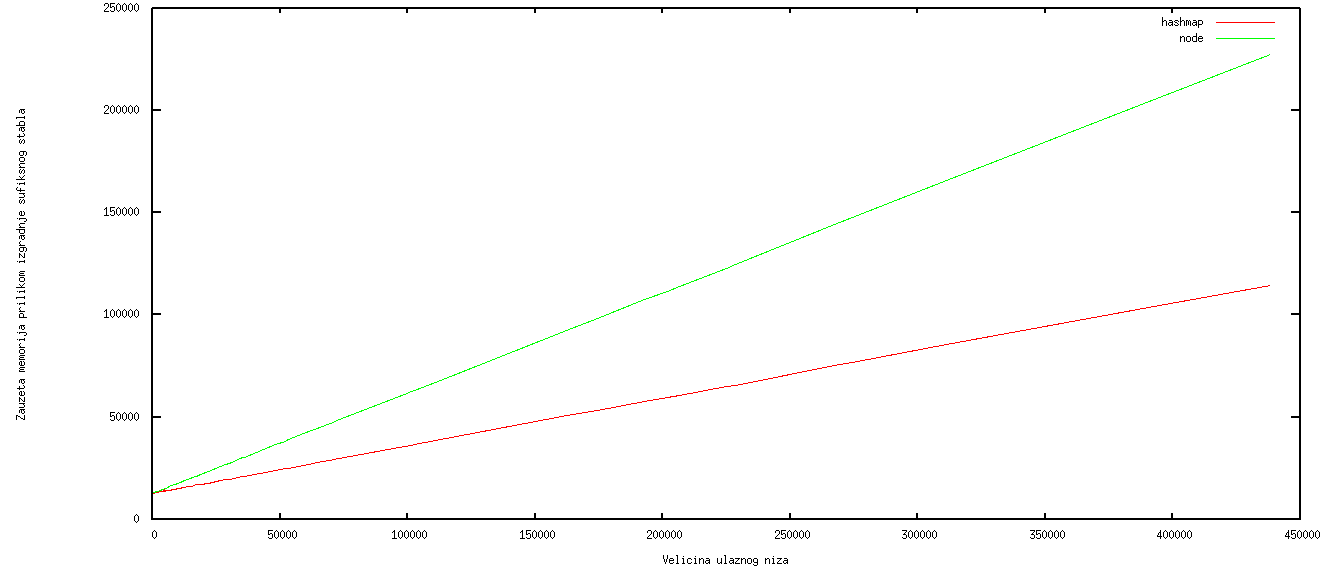 250000
200000
150000
100000
50000
0
Zauzeta memorija prilikom izgradnje sufiksnog stabla
hashmap
node
0 50000 100000 150000 200000 250000 300000 350000 400000 450000
Velicina ulaznog niza